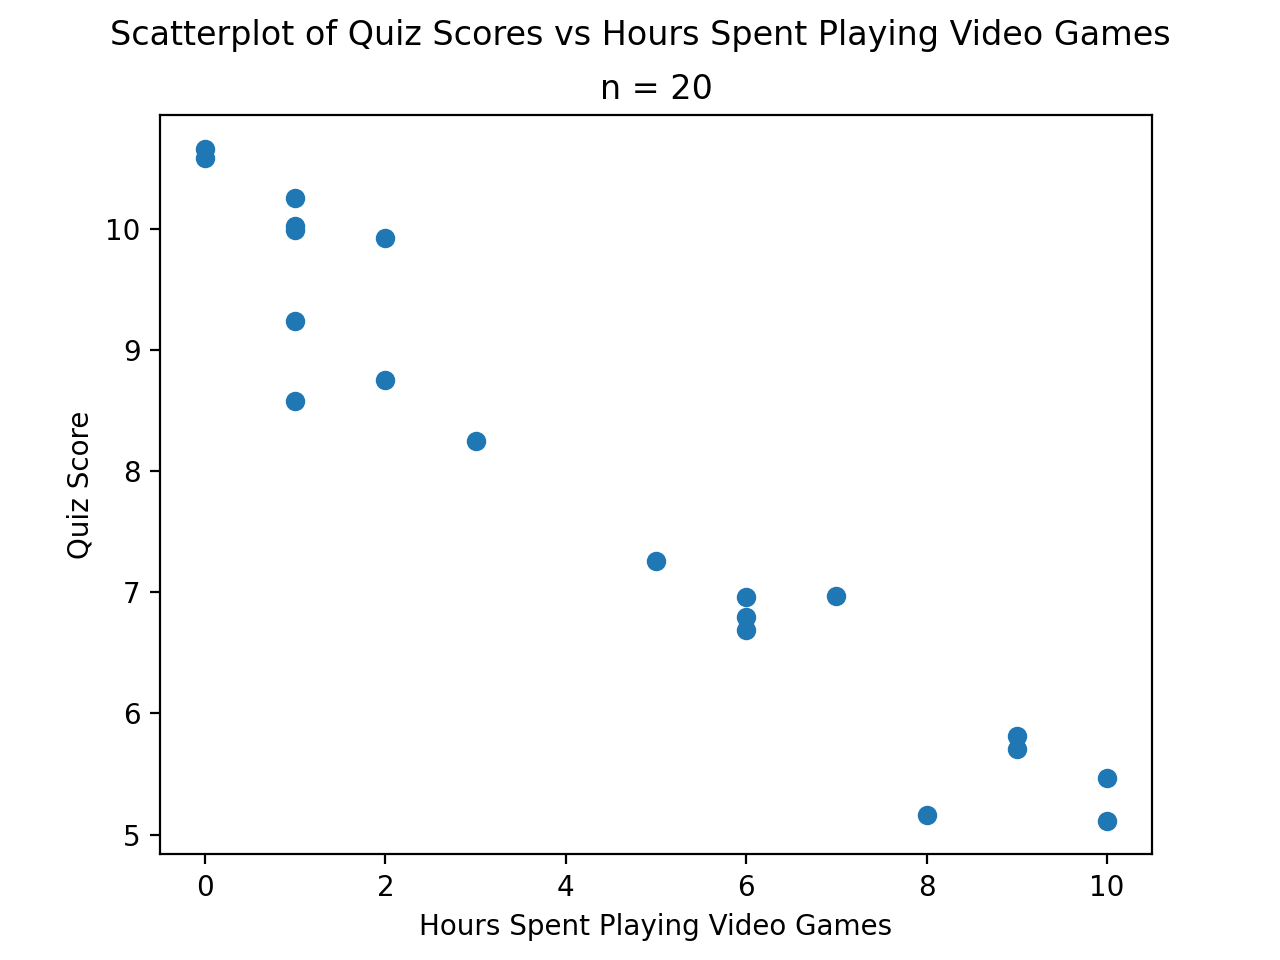 Scatterplot of Quiz Scores vs Hours Spent Playing Video Games
n = 20
10
9
8
7
6
5
Quiz Score
0 2 4 6 8 10
Hours Spent Playing Video Games